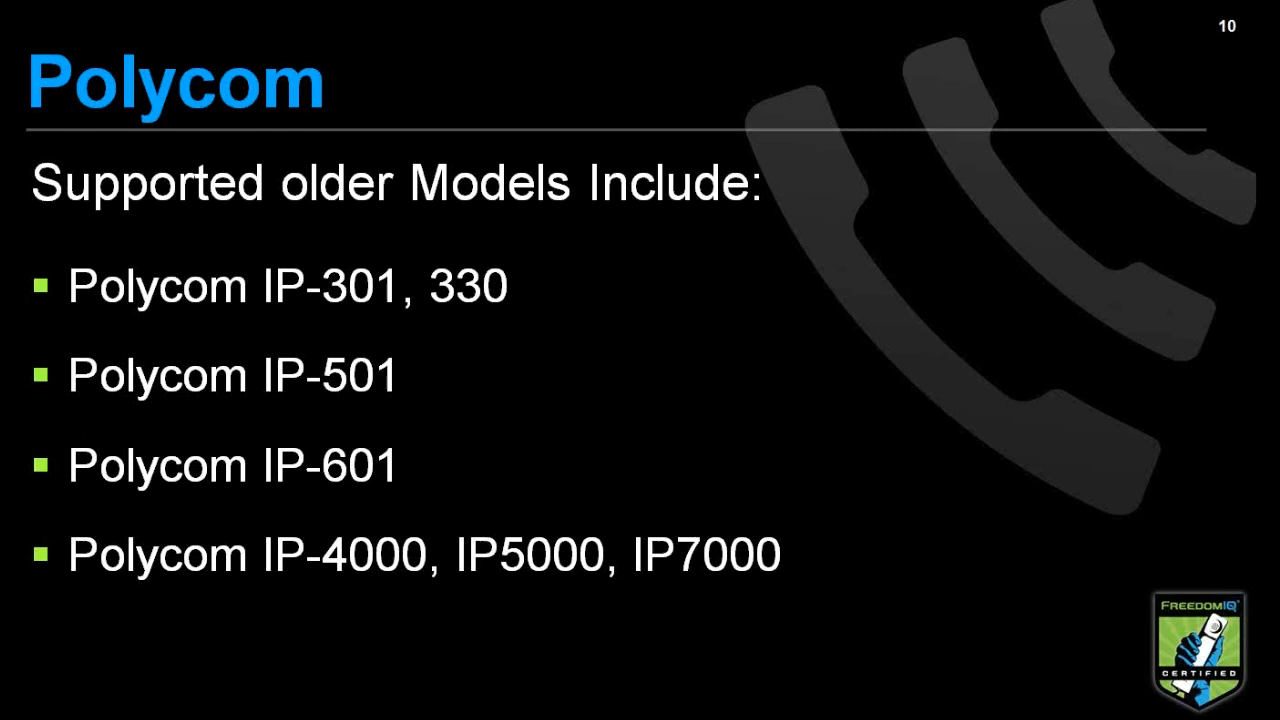 10
Polycom
Supported older Models Include:
Polycom IP-301, 330
Polycom IP-501
Polycom IP-601
Polycom IP-4000, IP5000, IP7000
FREEDOMIQ
CERTIFIED